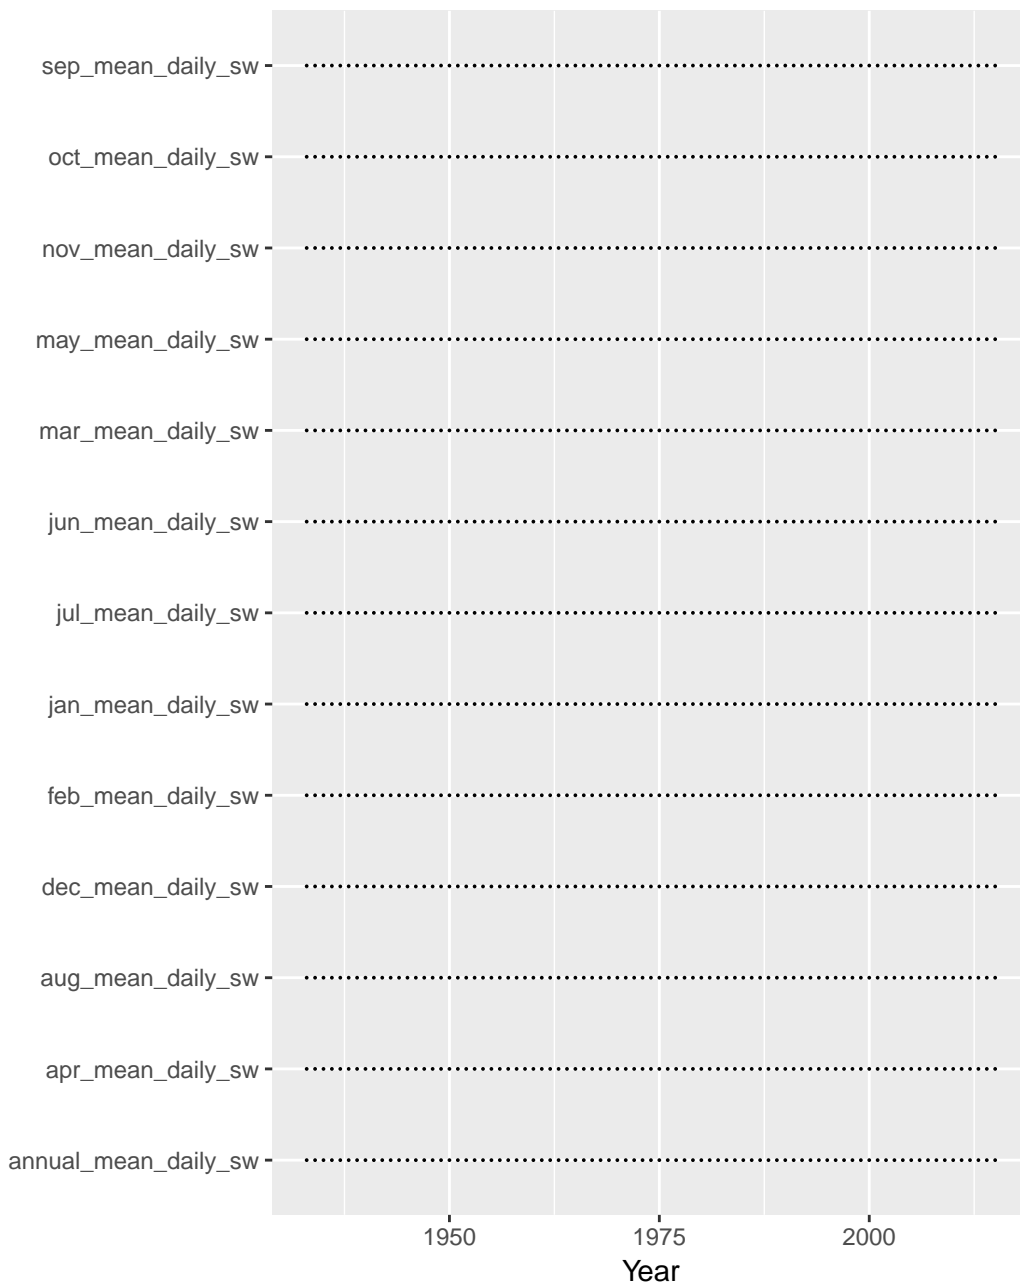 sep_mean_daily_sw
oct_mean_daily_sw
nov_mean_daily_sw
may_mean_daily_sw
mar_mean_daily_sw
jun_mean_daily_sw
jul_mean_daily_sw
jan_mean_daily_sw
feb_mean_daily_sw
dec_mean_daily_sw
aug_mean_daily_sw
apr_mean_daily_sw
annual_mean_daily_sw
1950 1975 2000
Year